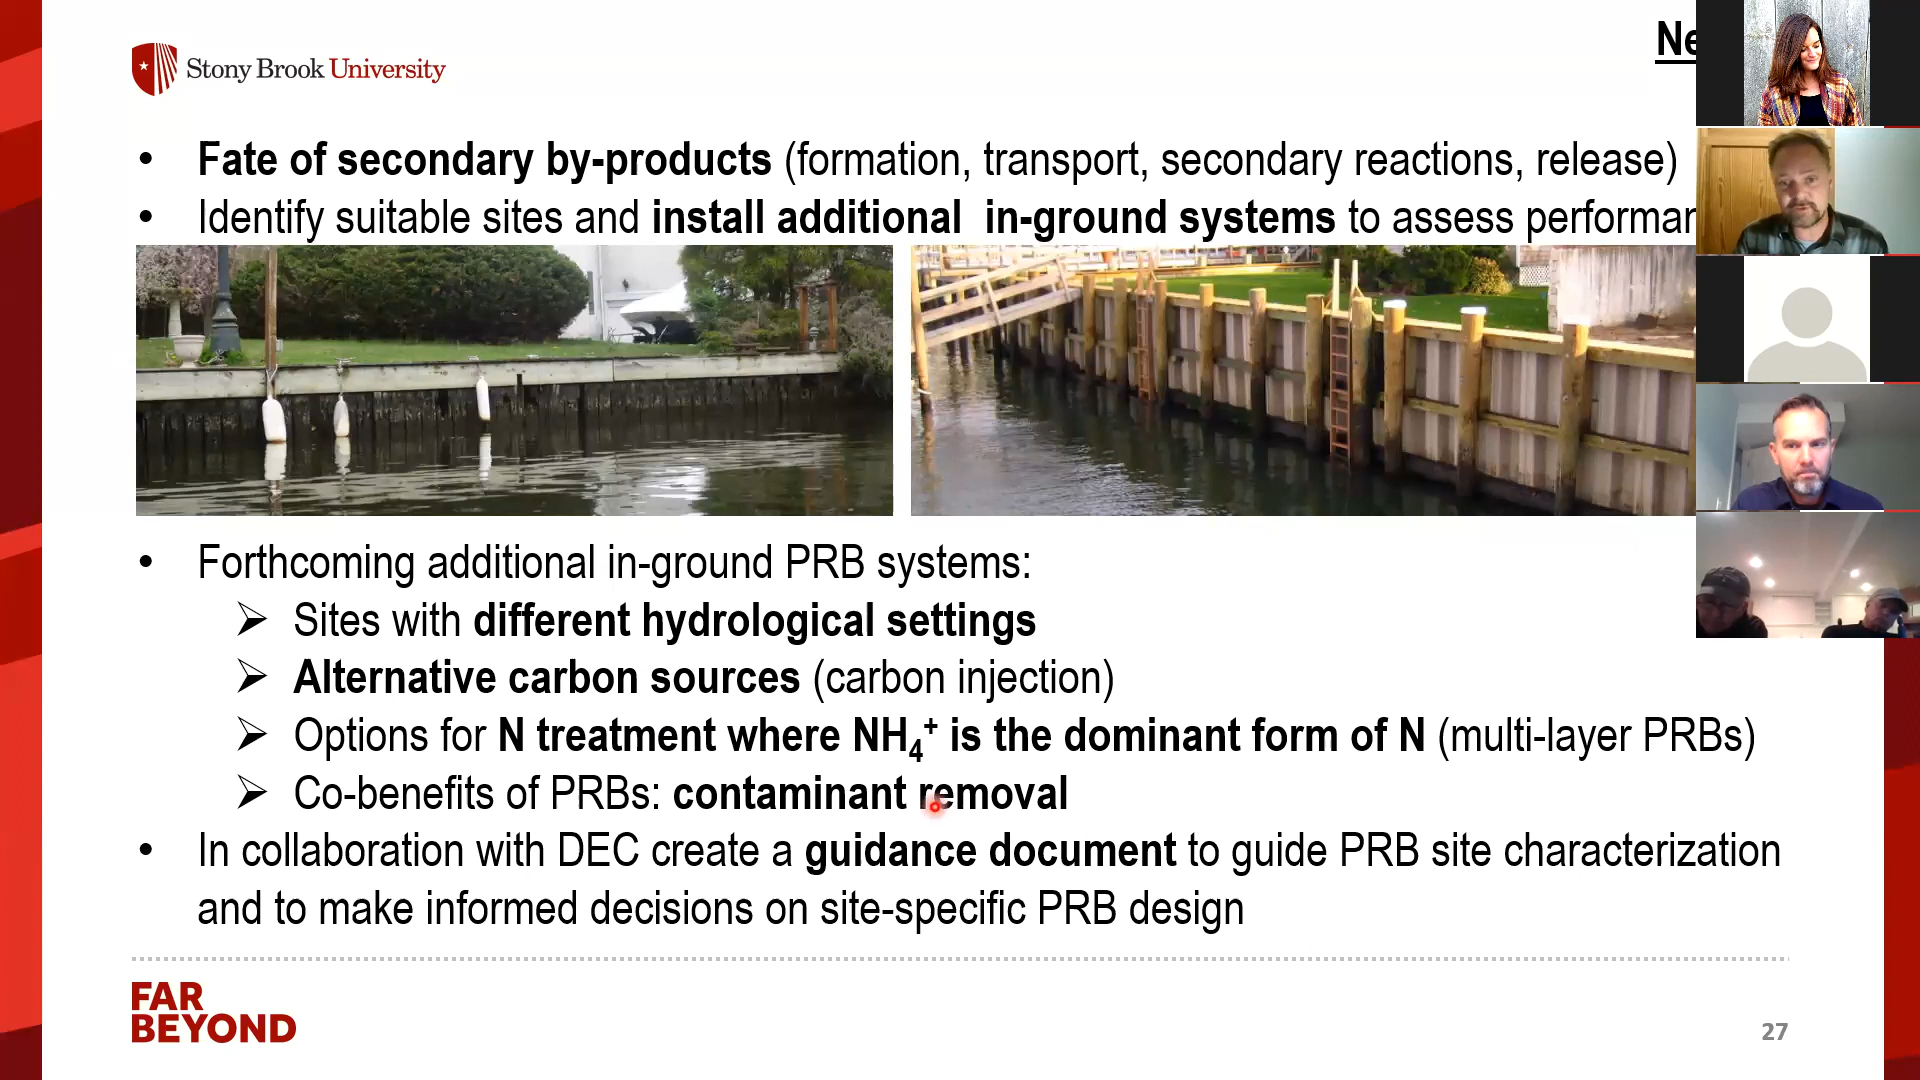 Stony Brook University
• Fate of secondary by-products (formation, transport, secondary reactions, release)
• Identify suitable sites and install additional in-ground systems to assess
• Forthcoming additional in-ground PRB systems:
➢ Sites with different hydrological settings
➢ Alternative carbon sources (carbon injection)
➢ Options for N treatment where NH₄⁺ is the dominant form of N (multi-layer PRBs)
➢ Co-benefits of PRBs: contaminant removal
• In collaboration with DEC create a guidance document to guide PRB site characterization
and to make informed decisions on site-specific PRB design
FAR
BEYOND
27